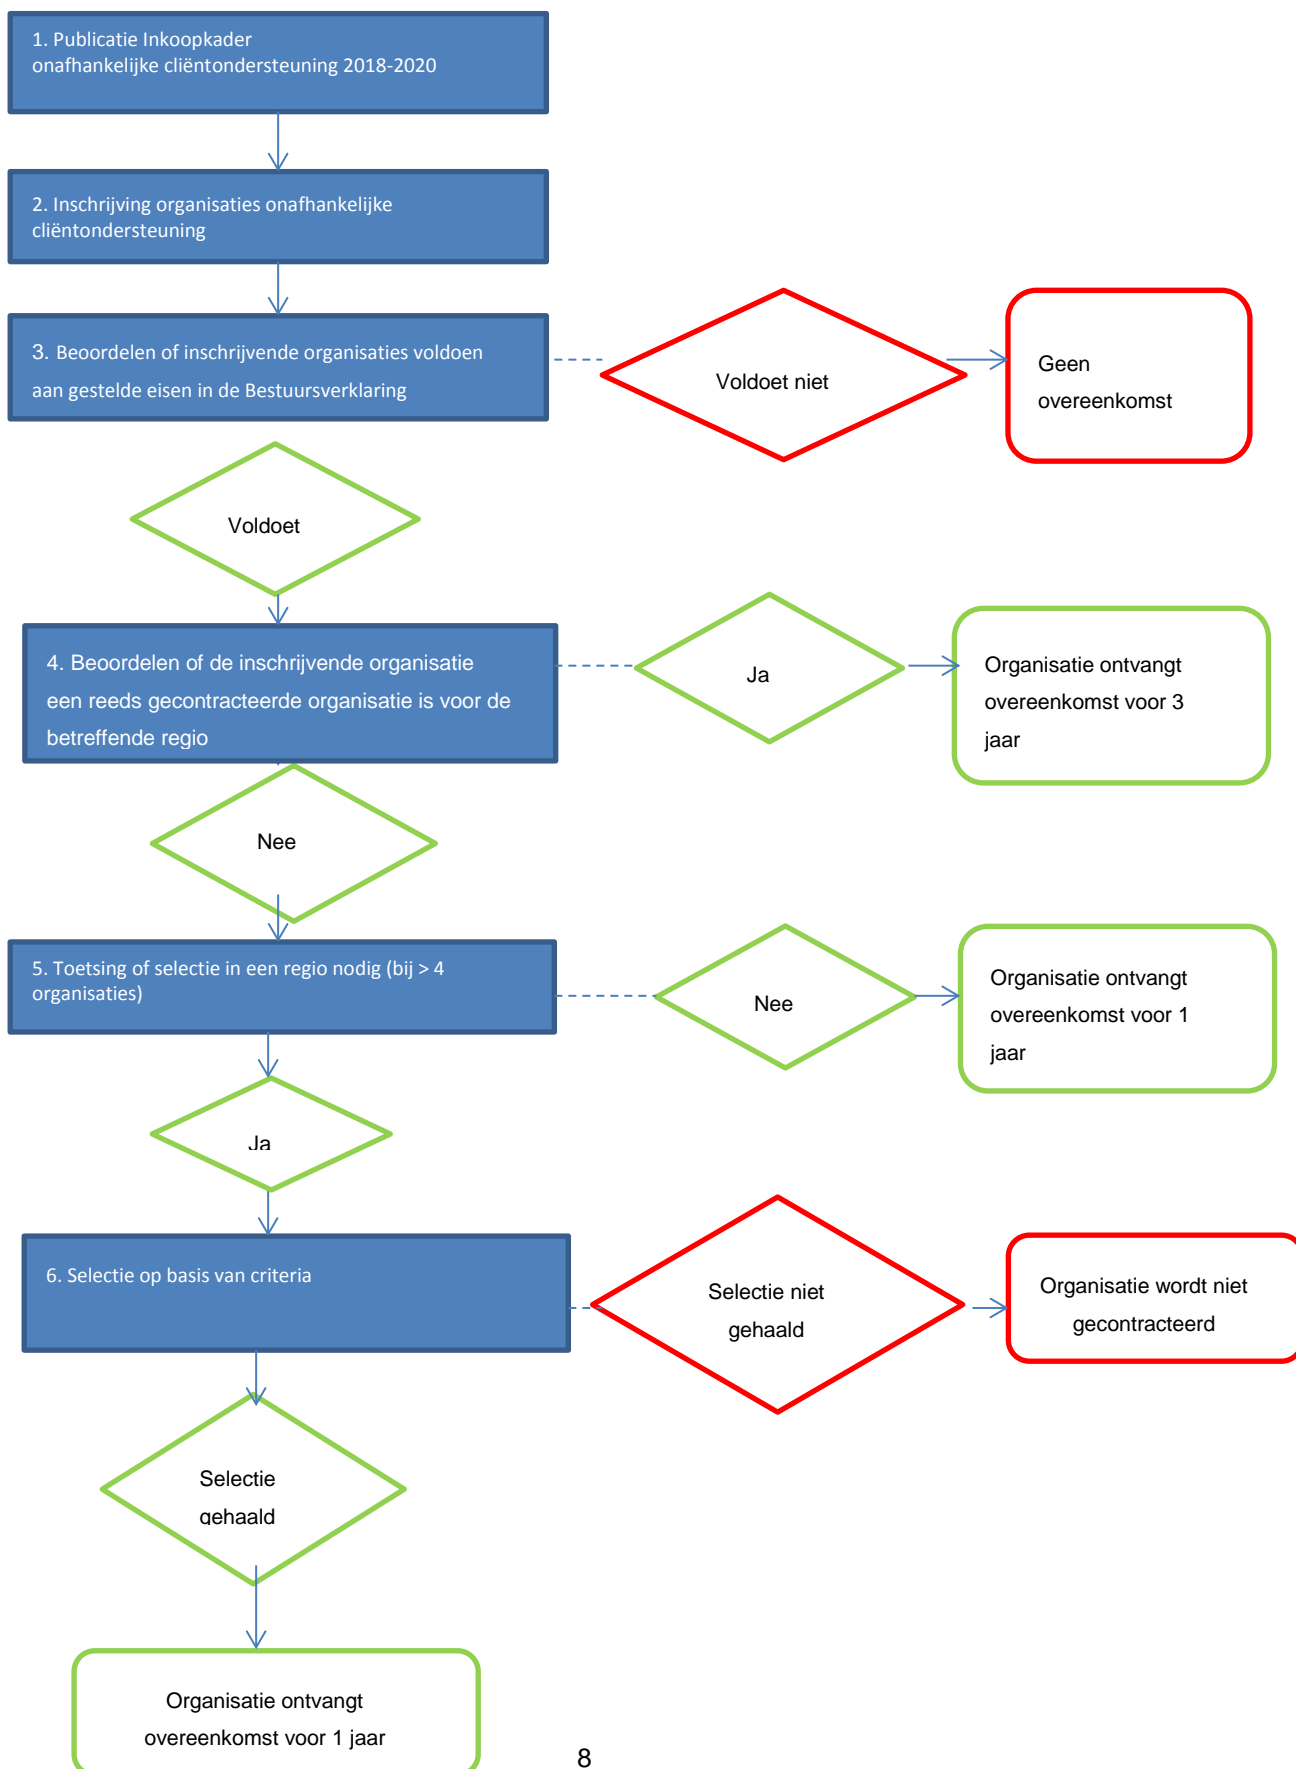 1. Publicatie Inkoopkader
onafhankelijke cliëntondersteuning 2018-2020
2. Inschrijving organisaties onafhankelijke
cliëntondersteuning
3. Beoordelen of inschrijvende organisaties voldoen
aan gestelde eisen in de Bestuursverklaring
Voldoet niet
Geen
overeenkomst
Voldoet
4. Beoordelen of de inschrijvende organisatie
een reeds gecontracteerde organisatie is voor de
betreffende regio
Ja
Organisatie ontvangt
overeenkomst voor 3
jaar
Nee
5. Toetsing of selectie in een regio nodig (bij > 4
organisaties)
Nee
Organisatie ontvangt
overeenkomst voor 1
jaar
Ja
6. Selectie op basis van criteria
Selectie niet
gehaald
Organisatie wordt niet
gecontracteerd
Selectie
gehaald
Organisatie ontvangt
overeenkomst voor 1 jaar
8